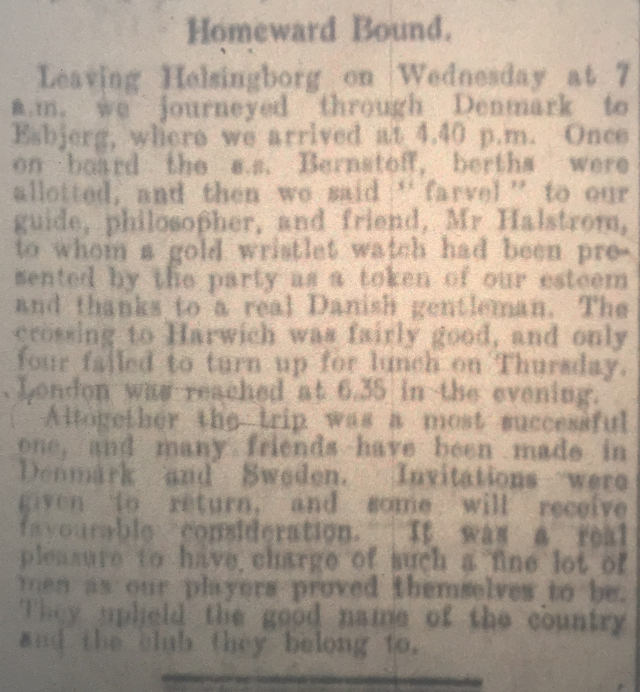 Homeward Bound.
Leaving Helsingborg on Wednesday at 7
a.m. we journeyed through Denmark to
Esbjerg, where we arrived at 4.40 p.m. Once
on board the s.s. Bernstoff, berths were
allotted, and then we said "farvel" to our
guide, philosopher, and friend, Mr Halstrom,
to whom a gold wristlet watch had been pre-
sented by the party as a token of our esteem
and thanks to a real Danish gentleman. The
crossing to Harwich was fairly good, and only
four failed to turn up for lunch on Thursday.
London was reached at 6.35 in the evening.
Altogether the trip was a most successful
one, and many friends have been made in
Denmark and Sweden. Invitations were
given to return, and some will receive
favourable consideration. It was a real
pleasure to have charge of such a fine lot of
men as our players proved themselves to be.
They upheld the good name of the country
and the club they belong to.